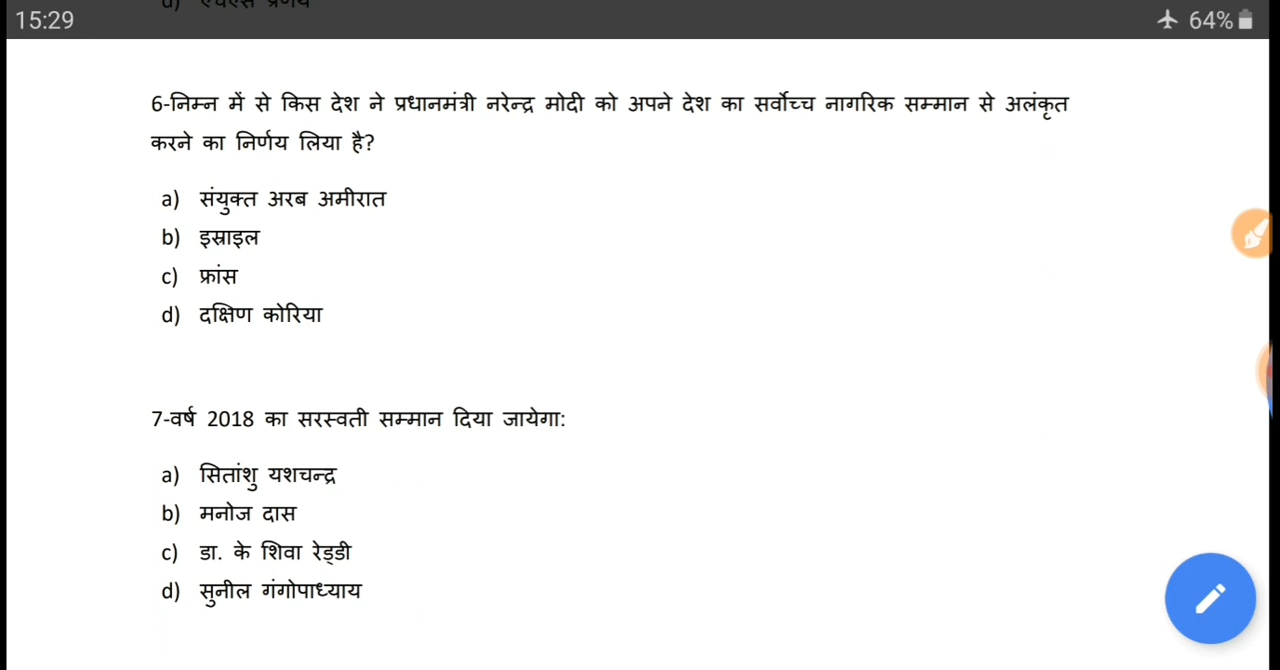 15:29
64%
6-निम्न में से किस देश ने प्रधानमंत्री नरेन्द्र मोदी को अपने देश का सर्वोच्च नागरिक सम्मान से अलंकृत
करने का निर्णय लिया है?
a) संयुक्त अरब अमीरात
b) इस्राइल
c) फ्रांस
d) दक्षिण कोरिया
7-वर्ष 2018 का सरस्वती सम्मान दिया जायेगा:
a) सितांशु यशचन्द्र
b) मनोज दास
c) डा. के शिवा रेड्डी
d) सुनील गंगोपाध्याय